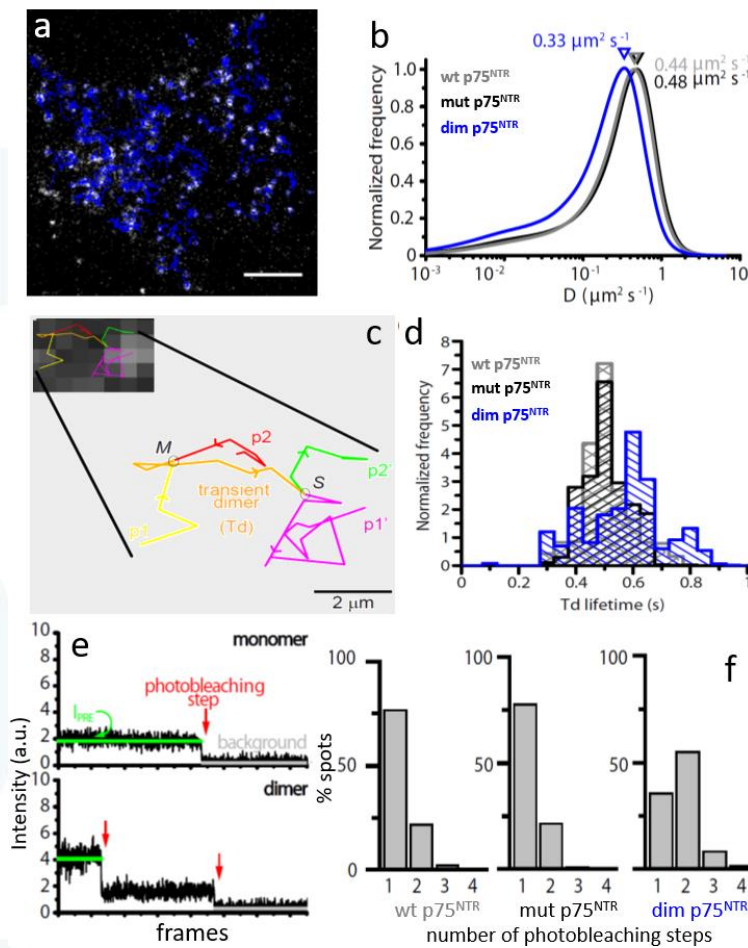 a
b
0.33 µm² s⁻¹
0.44 µm² s⁻¹
0.48 µm² s⁻¹
wt p75ᴺᵀᴿ
mut p75ᴺᵀᴿ
dim p75ᴺᵀᴿ
Normalized frequency
1.0
0.8
0.6
0.4
0.2
0
10⁻³ 10⁻² 10⁻¹ 1 10
D (µm² s⁻¹)
c
M
p2
p2'
S
transient
dimer
(Td)
p1
p1'
2 µm
d
wt p75ᴺᵀᴿ
mut p75ᴺᵀᴿ
dim p75ᴺᵀᴿ
Normalized frequency
8
7
6
5
4
3
2
1
0
0 0.2 0.4 0.6 0.8 1
Td lifetime (s)
e
monomer
photobleaching
step
I PRE
background
10
8
6
4
2
0
dimer
10
8
6
4
2
0
Intensity (a.u.)
frames
f
% spots
100
50
0
1 2 3 4
wt p75ᴺᵀᴿ
100
50
1 2 3 4
mut p75ᴺᵀᴿ
100
50
1 2 3 4
dim p75ᴺᵀᴿ
number of photobleaching steps